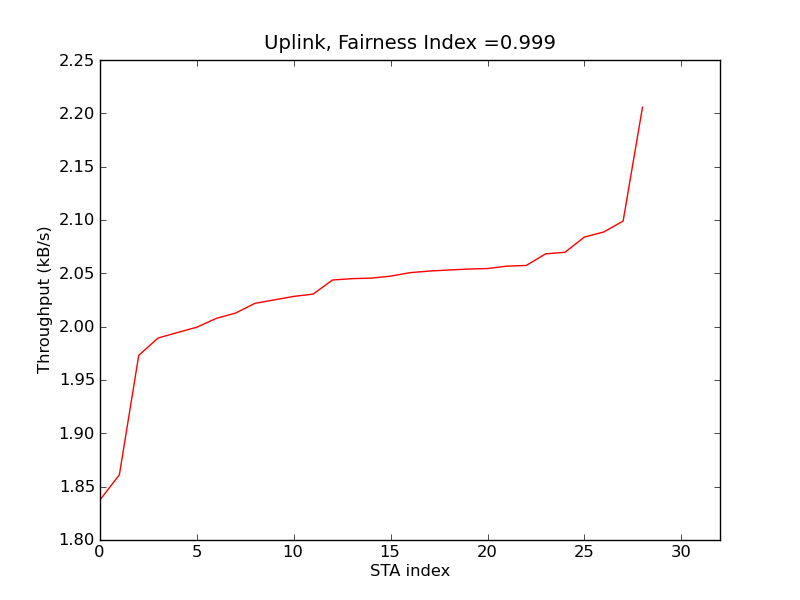 Uplink, Fairness Index =0.999
2.25
2.20
2.15
2.10
2.05
2.00
1.95
1.90
1.85
1.80
Throughput (kB/s)
0 5 10 15 20 25 30
STA index